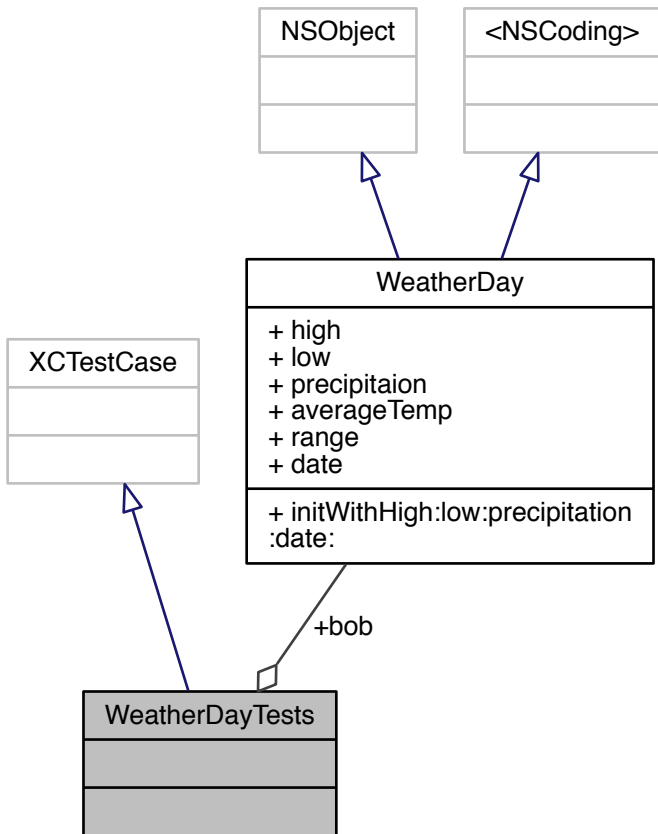 NSObject
<NSCoding>
WeatherDay
+ high
+ low
+ precipitaion
+ averageTemp
+ range
+ date
+ initWithHigh:low:precipitation
:date:
XCTestCase
+bob
WeatherDayTests